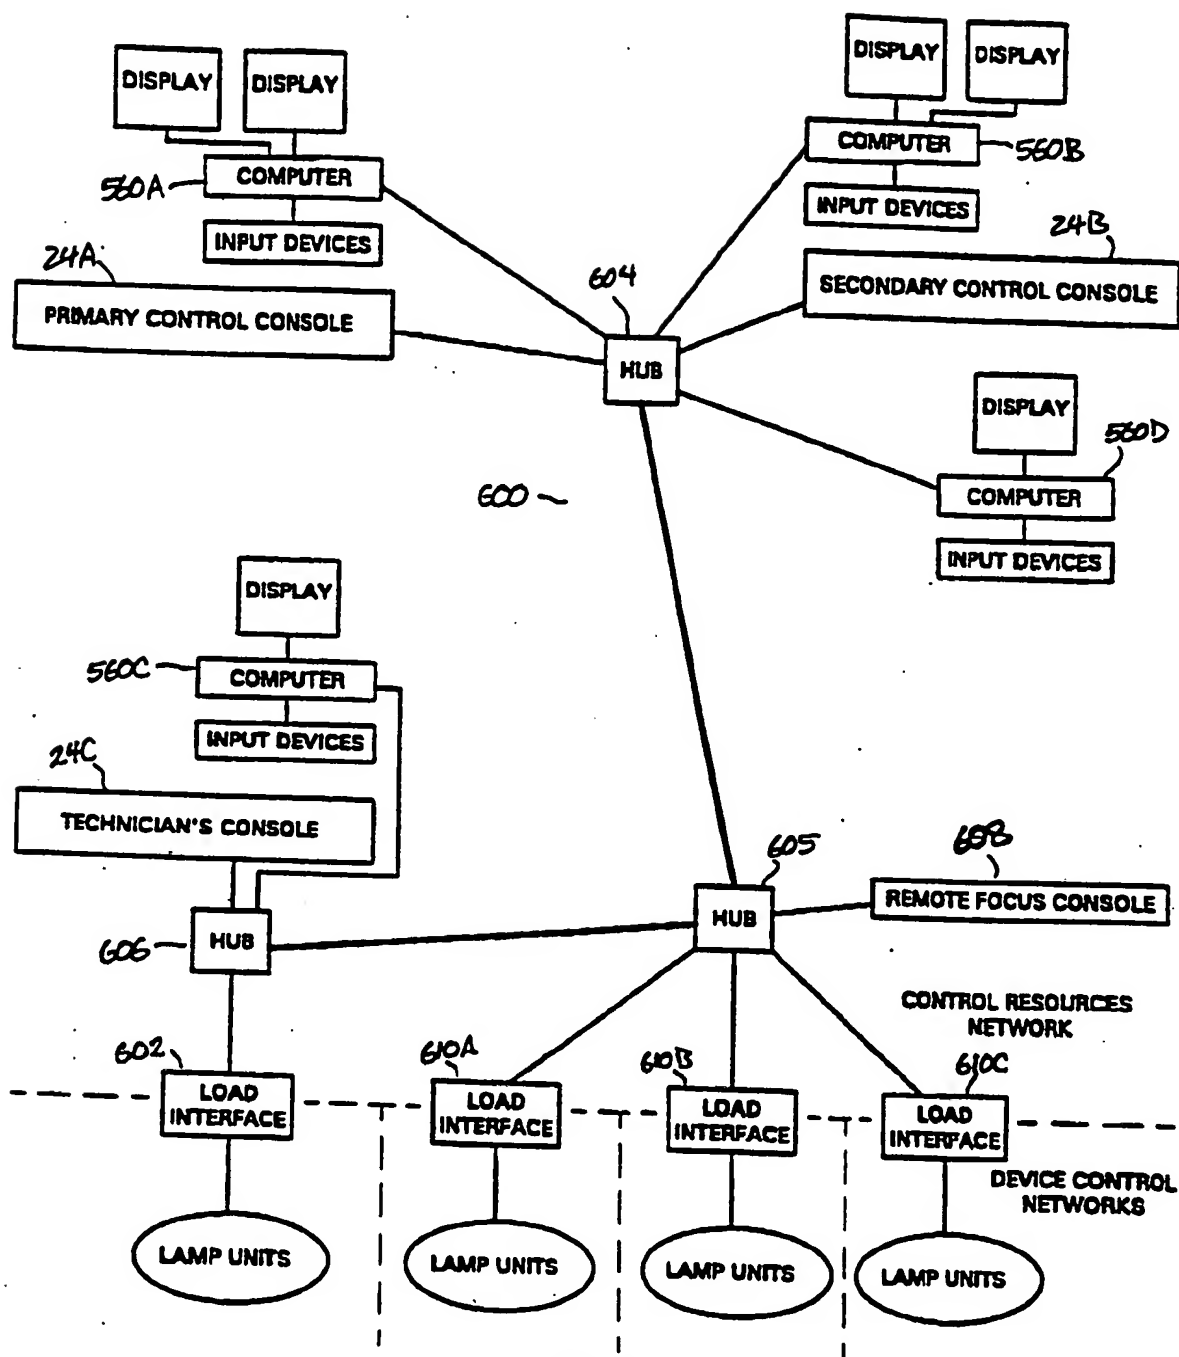 DISPLAY
DISPLAY
COMPUTER
560A
INPUT DEVICES
24A
PRIMARY CONTROL CONSOLE
DISPLAY
DISPLAY
COMPUTER
560B
INPUT DEVICES
24B
SECONDARY CONTROL CONSOLE
604
HUB
DISPLAY
560D
COMPUTER
INPUT DEVICES
600
DISPLAY
560C
COMPUTER
INPUT DEVICES
24C
TECHNICIAN'S CONSOLE
605
HUB
608
REMOTE FOCUS CONSOLE
606
HUB
CONTROL RESOURCES
NETWORK
602
LOAD
INTERFACE
610A
LOAD
INTERFACE
610B
LOAD
INTERFACE
610C
LOAD
INTERFACE
DEVICE CONTROL
NETWORKS
LAMP UNITS
LAMP UNITS
LAMP UNITS
LAMP UNITS